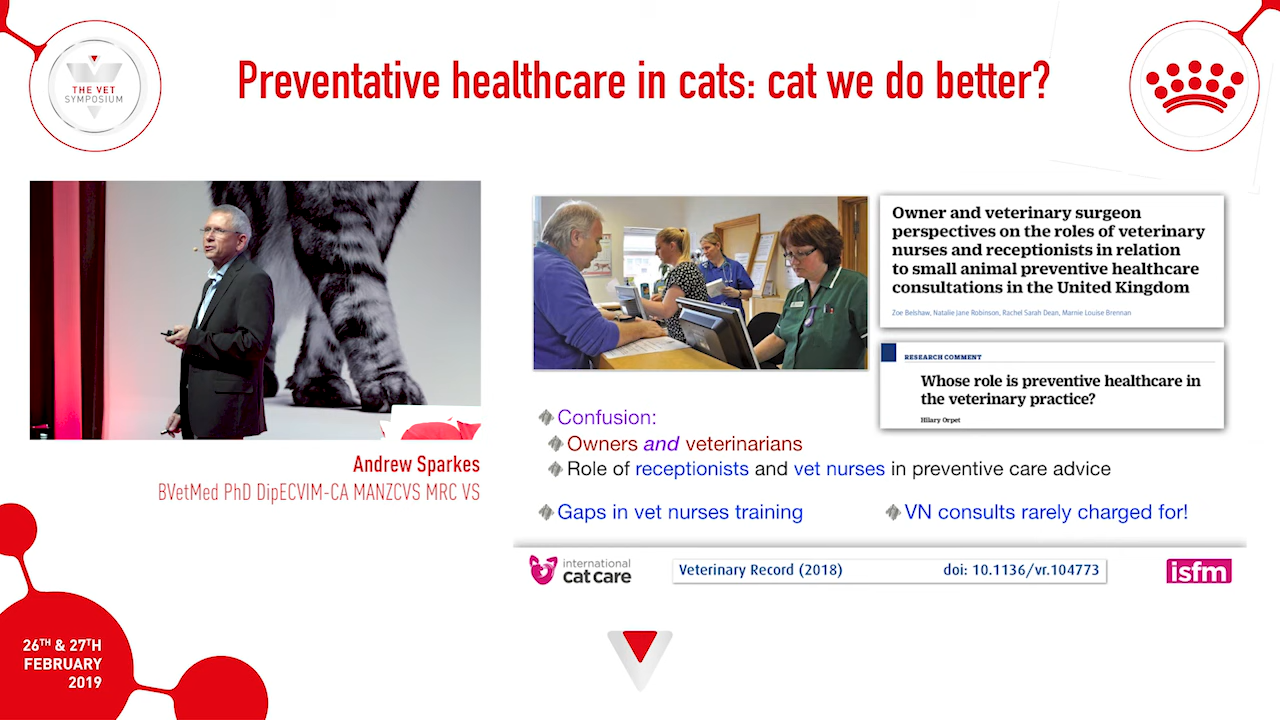 THE VET
SYMPOSIUM
Preventative healthcare in cats: cat we do better?
Andrew Sparkes
BVetMed PhD DipECVIM-CA MANZCVS MRC VS
Owner and veterinary surgeon
perspectives on the roles of veterinary
nurses and receptionists in relation
to small animal preventive healthcare
consultations in the United Kingdom
Zoe Belshaw, Natalie Jane Robinson, Rachel Sarah Dean, Marnie Louise Brennan
RESEARCH COMMENT
Whose role is preventive healthcare in
the veterinary practice?
Hilary Orpet
Confusion:
Owners and veterinarians
Role of receptionists and vet nurses in preventive care advice
Gaps in vet nurses training
VN consults rarely charged for!
international
cat care
Veterinary Record (2018) doi: 10.1136/vr.104773
isfm
26TH & 27TH
FEBRUARY
2019